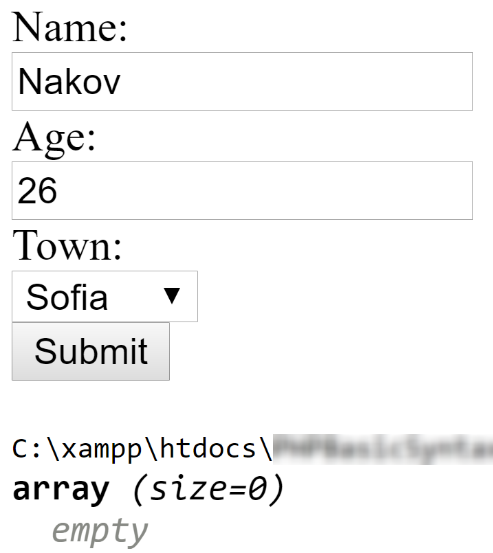 Name:
Nakov
Age:
26
Town:
Sofia
Submit
C:\xampp\htdocs\
array (size=0)
empty